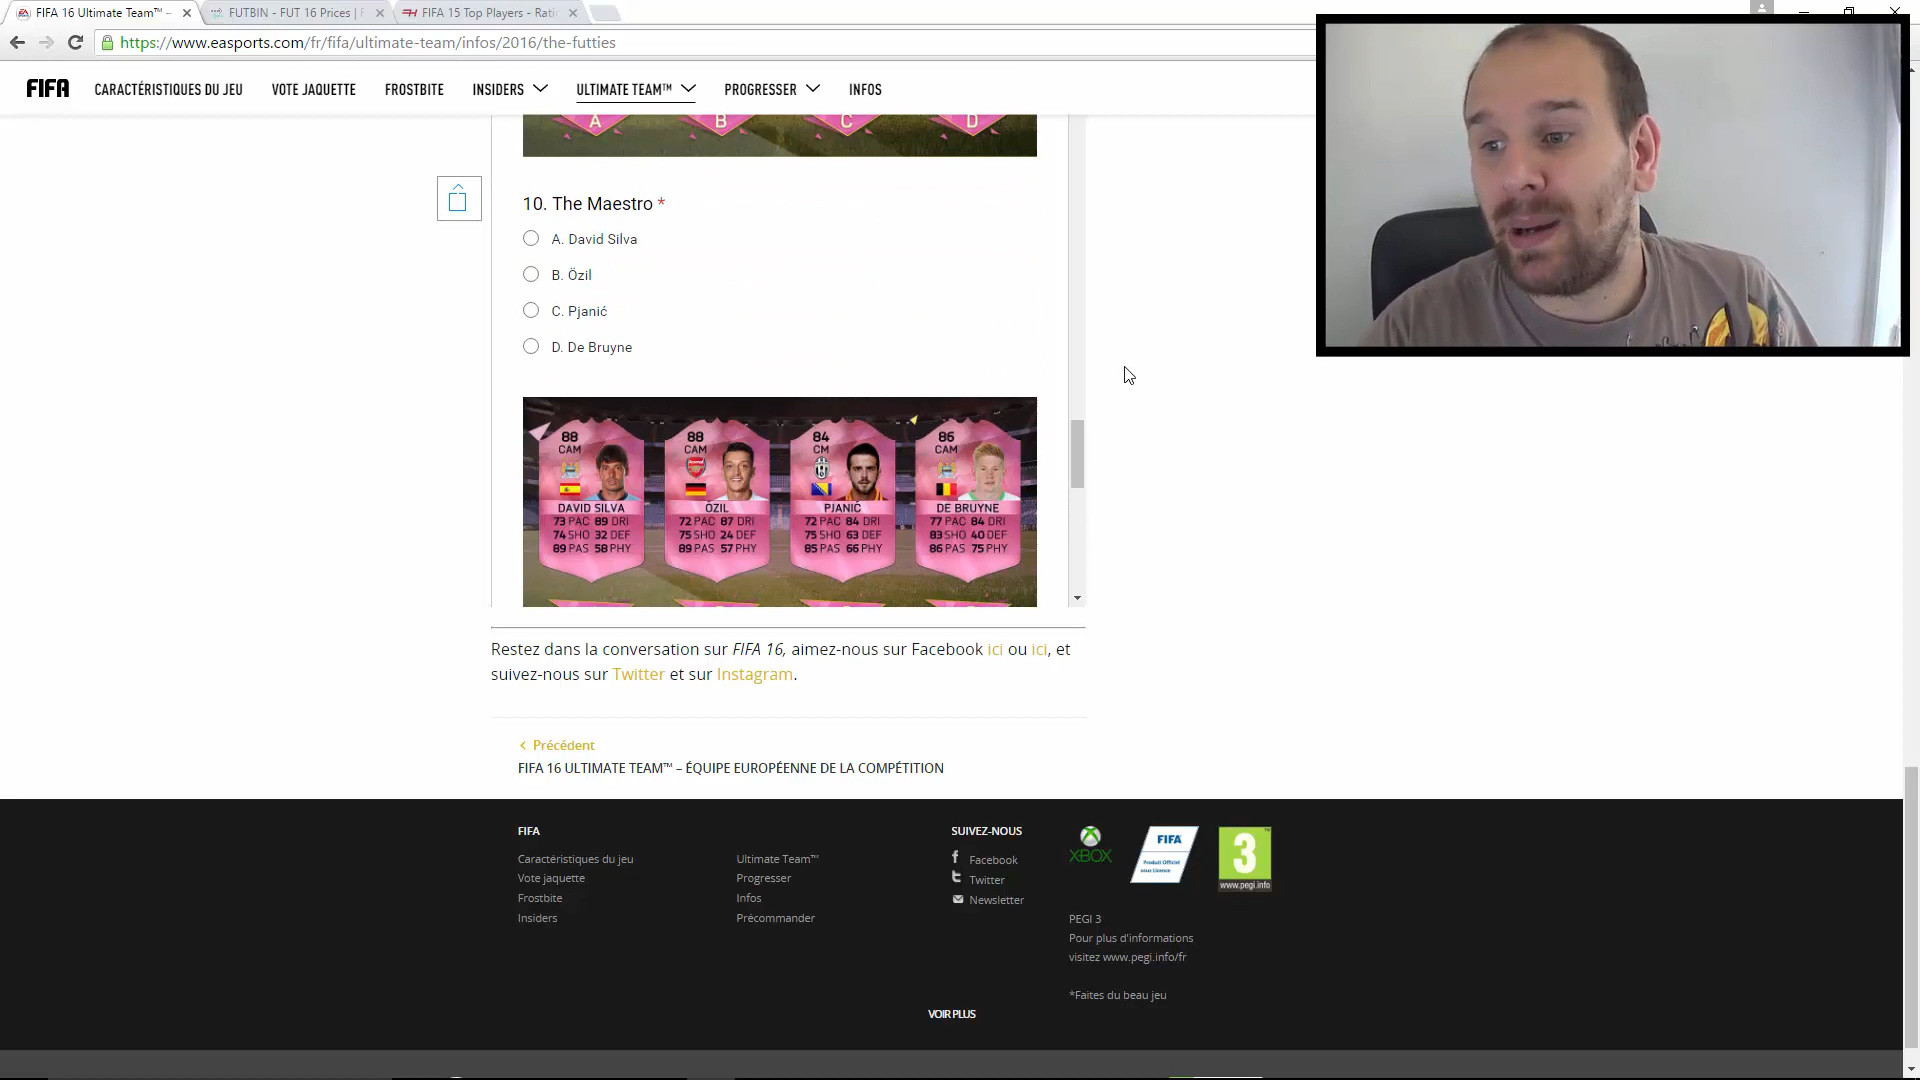 FIFA 16 Ultimate Team™ -
FUTBIN - FUT 16 Prices | F
FIFA 15 Top Players - Rati
https://www.easports.com/fr/fifa/ultimate-team/infos/2016/the-futties
FIFA
CARACTÉRISTIQUES DU JEU
VOTE JAQUETTE
FROSTBITE
INSIDERS
ULTIMATE TEAM™
PROGRESSER
INFOS
A B C D
10. The Maestro *
A. David Silva
B. Özil
C. Pjanić
D. De Bruyne
88 CAM
DAVID SILVA
73 PAC 89 DRI
74 SHO 32 DEF
89 PAS 58 PHY
88 CAM
ÖZIL
72 PAC 87 DRI
75 SHO 24 DEF
89 PAS 57 PHY
84 CM
PJANIĆ
72 PAC 84 DRI
75 SHO 63 DEF
85 PAS 66 PHY
86 CAM
DE BRUYNE
77 PAC 84 DRI
83 SHO 40 DEF
86 PAS 75 PHY
Restez dans la conversation sur FIFA 16, aimez-nous sur Facebook ici ou ici, et
suivez-nous sur Twitter et sur Instagram.
Précédent
FIFA 16 ULTIMATE TEAM™ – ÉQUIPE EUROPÉENNE DE LA COMPÉTITION
FIFA
Caractéristiques du jeu
Vote jaquette
Frostbite
Insiders
Ultimate Team™
Progresser
Infos
Précommander
SUIVEZ-NOUS
Facebook
Twitter
Newsletter
XBOX
FIFA
Produit Officiel
sous Licence
3
www.pegi.info
PEGI 3
Pour plus d'informations
visitez www.pegi.info/fr
*Faites du beau jeu
VOIR PLUS